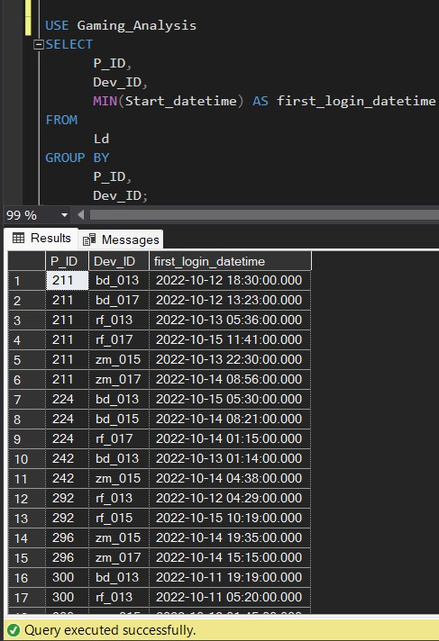 USE Gaming_Analysis
SELECT
P_ID,
Dev_ID,
MIN(Start_datetime) AS first_login_datetime
FROM
Ld
GROUP BY
P_ID,
Dev_ID;
99 %
Results Messages
P_ID Dev_ID first_login_datetime
1 211 bd_013 2022-10-12 18:30:00.000
2 211 bd_017 2022-10-12 13:23:00.000
3 211 rf_013 2022-10-13 05:36:00.000
4 211 rf_017 2022-10-15 11:41:00.000
5 211 zm_015 2022-10-13 22:30:00.000
6 211 zm_017 2022-10-14 08:56:00.000
7 224 bd_013 2022-10-15 05:30:00.000
8 224 bd_015 2022-10-14 08:21:00.000
9 224 rf_017 2022-10-14 01:15:00.000
10 242 bd_013 2022-10-13 01:14:00.000
11 242 zm_015 2022-10-14 04:38:00.000
12 292 rf_013 2022-10-12 04:29:00.000
13 292 rf_015 2022-10-15 10:19:00.000
14 296 zm_015 2022-10-14 19:35:00.000
15 296 zm_017 2022-10-14 15:15:00.000
16 300 bd_013 2022-10-11 19:19:00.000
17 300 rf_013 2022-10-11 05:20:00.000
Query executed successfully.